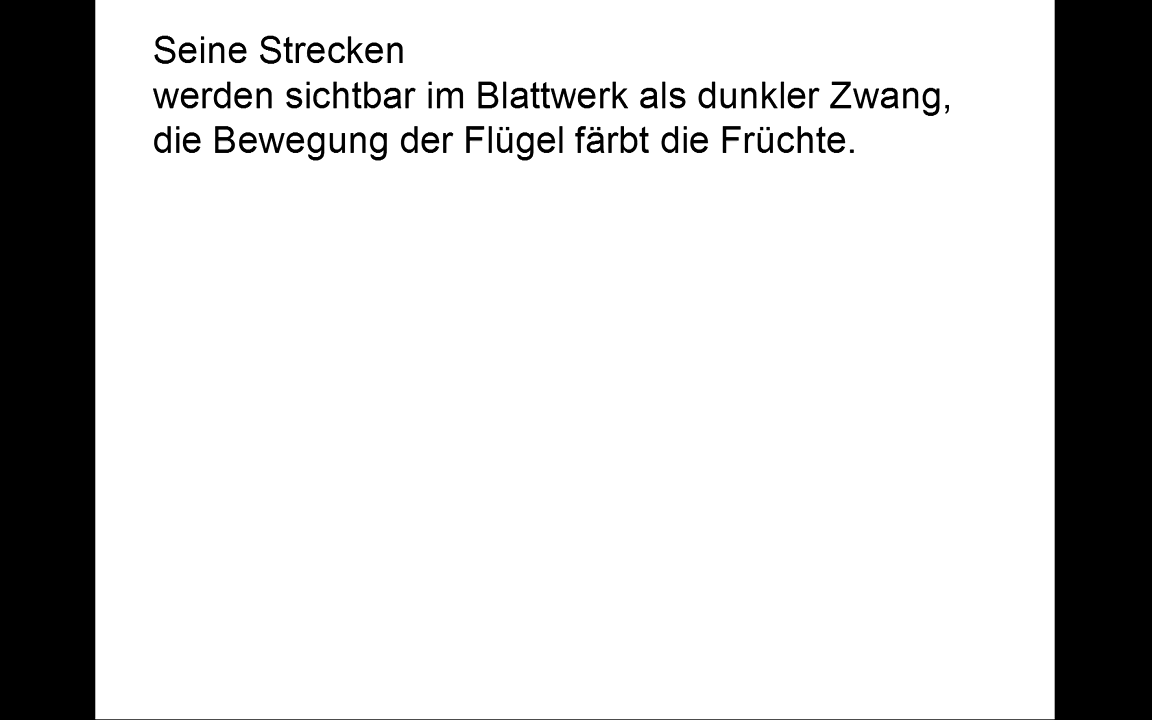 Seine Strecken
werden sichtbar im Blattwerk als dunkler Zwang,
die Bewegung der Flügel färbt die Früchte.